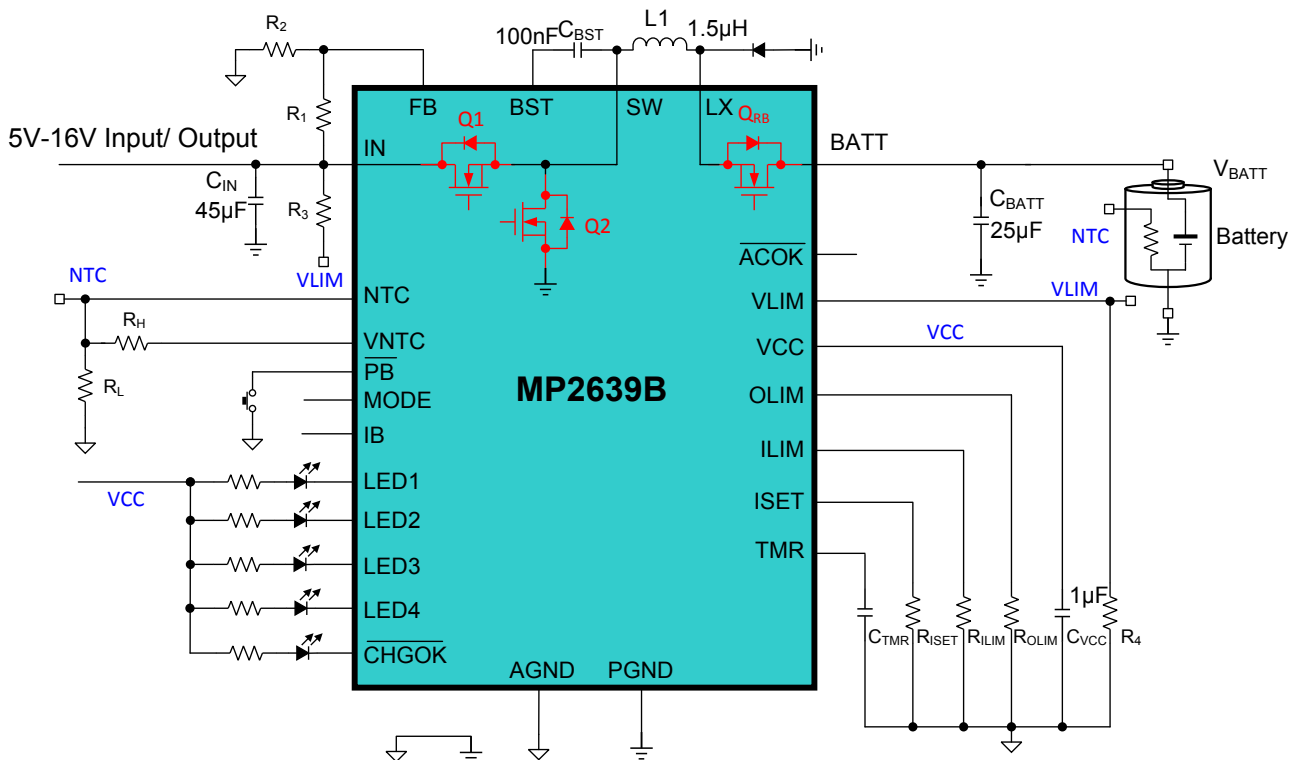 R2
100nF
CBST
L1
1.5µH
R1
FB
BST
SW
LX
5V-16V Input/ Output
IN
Q1
QRB
BATT
CIN
45µF
R3
Q2
CBATT
25µF
VBATT
NTC
Battery
VLIM
ACOK
NTC
NTC
VLIM
VLIM
RH
VNTC
VCC
VCC
RL
PB
MP2639B
MODE
OLIM
IB
ILIM
VCC
LED1
ISET
LED2
TMR
LED3
LED4
1µF
CTMR
RISET
RILIM
ROLIM
CVCC
R4
CHGOK
AGND
PGND